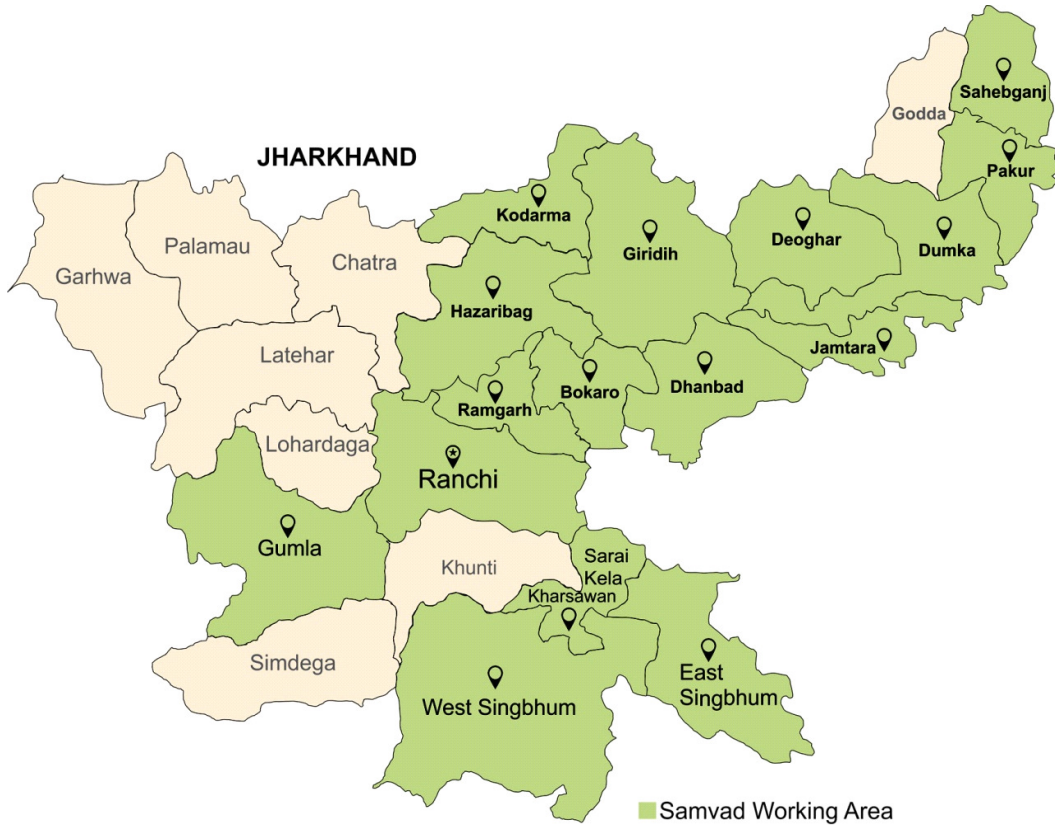 Sahebganj
Godda
JHARKHAND
Pakur
Kodarma
Palamau
Giridih
Deoghar
Dumka
Garhwa
Chatra
Hazaribag
Latehar
Jamtara
Dhanbad
Bokaro
Ramgarh
Lohardaga
Ranchi
Gumla
Sarai
Kela
Khunti
Kharsawan
Simdega
East
Singbhum
West Singbhum
Samvad Working Area